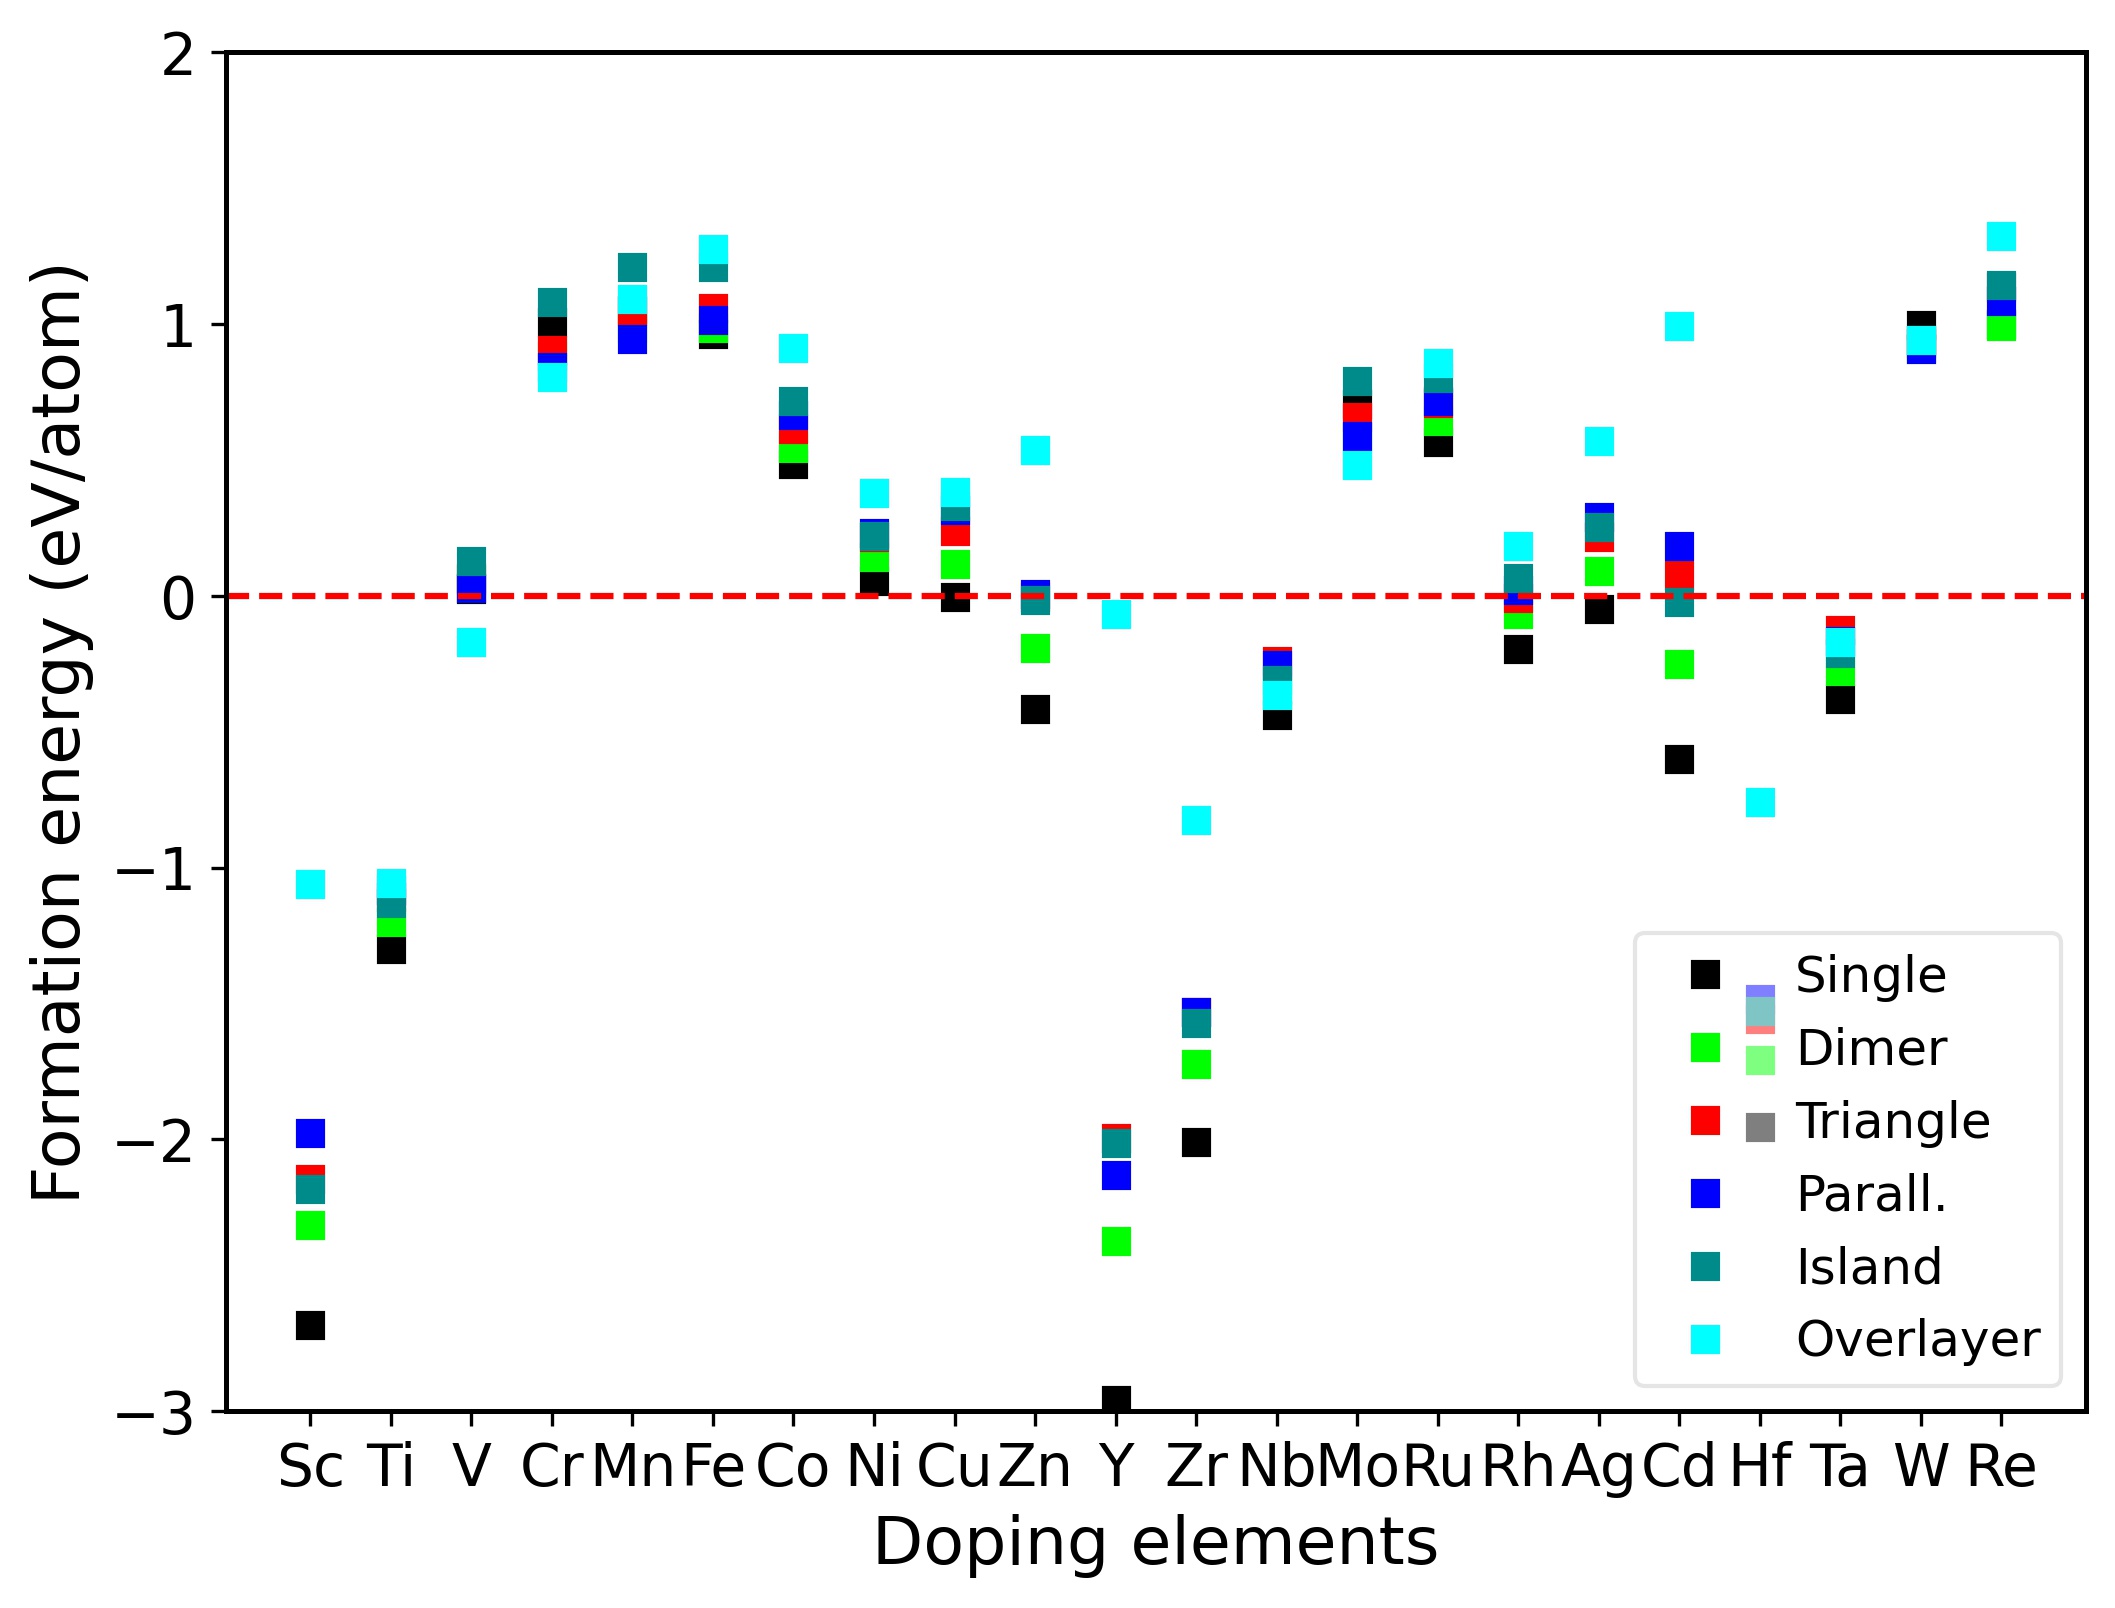 Formation energy (eV/atom)
2
1
0
−1
−2
−3
Single
Dimer
Triangle
Parall.
Island
Overlayer
Sc Ti V Cr Mn Fe Co Ni Cu Zn Y Zr Nb Mo Ru Rh Ag Cd Hf Ta W Re
Doping elements